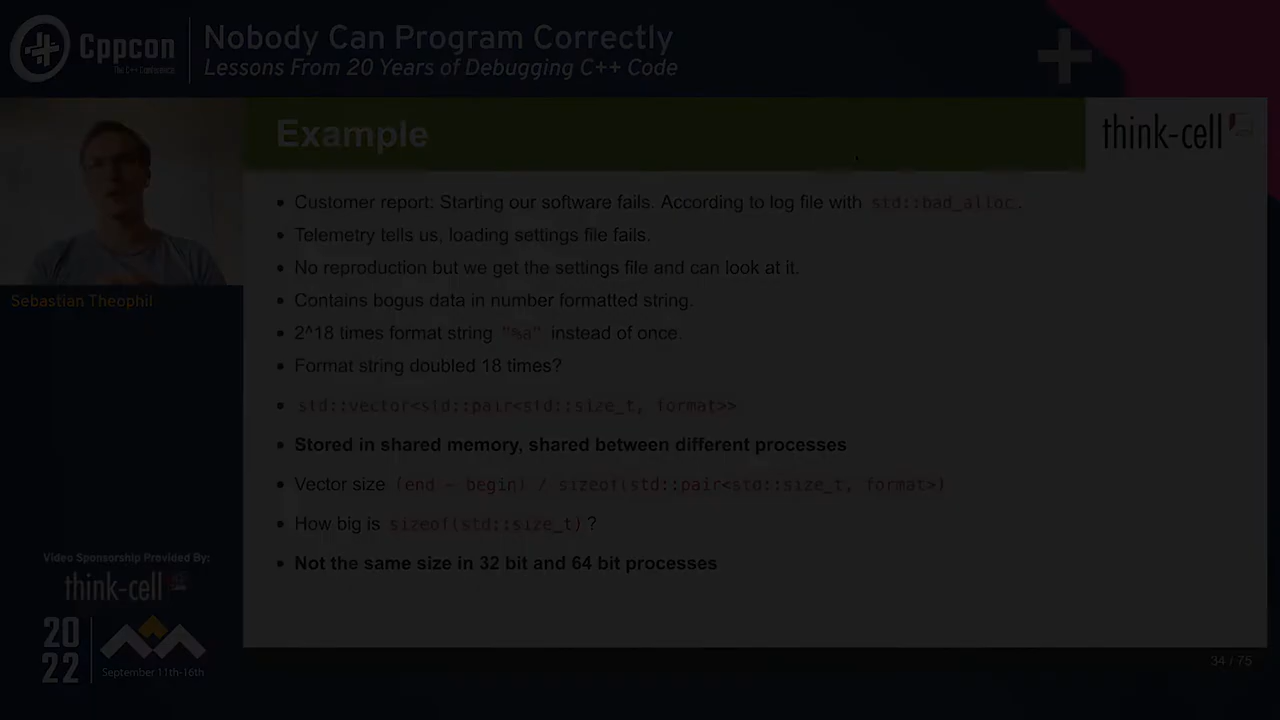 Cppcon
The C++ Conference
Nobody Can Program Correctly
Lessons From 20 Years of Debugging C++ Code
Example
think-cell
• Customer report: Starting our software fails. According to log file with std::bad_alloc.
• Telemetry tells us, loading settings file fails.
• No reproduction but we get the settings file and can look at it.
• Contains bogus data in number formatted string.
• 2^18 times format string "%a" instead of once.
• Format string doubled 18 times?
• std::vector<std::pair<std::size_t, format>>
• Stored in shared memory, shared between different processes
• Vector size (end - begin) / sizeof(std::pair<std::size_t, format>)
• How big is sizeof(std::size_t)?
• Not the same size in 32 bit and 64 bit processes
Sebastian Theophil
Video Sponsorship Provided By:
think-cell
20
22
September 11th-16th
34 / 75